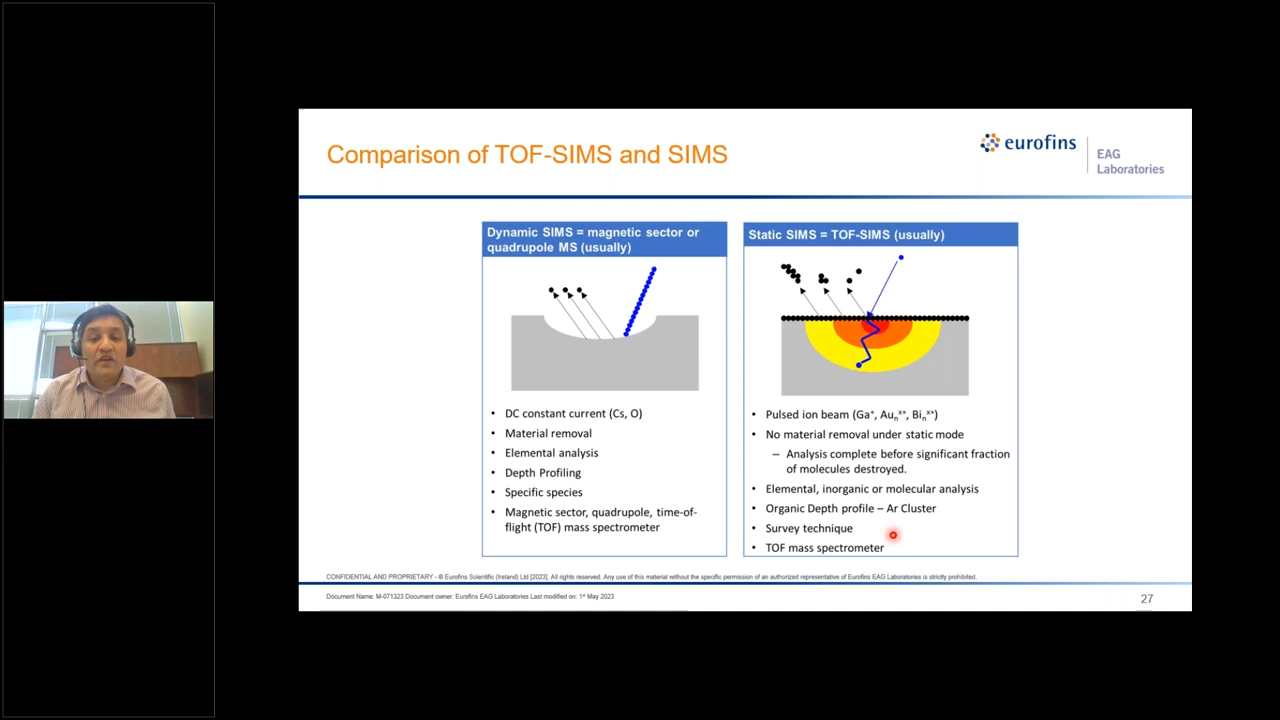 Comparison of TOF-SIMS and SIMS
eurofins
EAG
Laboratories
Dynamic SIMS = magnetic sector or
quadrupole MS (usually)
• DC constant current (Cs, O)
• Material removal
• Elemental analysis
• Depth Profiling
• Specific species
• Magnetic sector, quadrupole, time-of-
flight (TOF) mass spectrometer
Static SIMS = TOF-SIMS (usually)
• Pulsed ion beam (Ga⁺, Auₙˣ⁺, Biₙˣ⁺)
• No material removal under static mode
– Analysis complete before significant fraction
of molecules destroyed.
• Elemental, inorganic or molecular analysis
• Organic Depth profile – Ar Cluster
• Survey technique
• TOF mass spectrometer
CONFIDENTIAL AND PROPRIETARY - © Eurofins Scientific (Ireland) Ltd [2023]. All rights reserved. Any use of this material without the specific permission of an authorized representative of Eurofins EAG Laboratories is strictly prohibited.
Document Name: M-071323 Document owner: Eurofins EAG Laboratories Last modified on: 1ˢᵗ May 2023
27